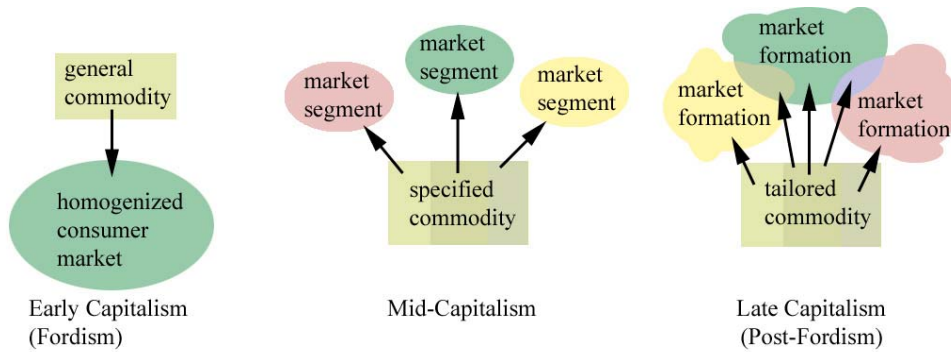 general
commodity
homogenized
consumer
market
Early Capitalism
(Fordism)
market
segment
market
segment
market
segment
specified
commodity
Mid-Capitalism
market
formation
market
formation
market
formation
tailored
commodity
Late Capitalism
(Post-Fordism)